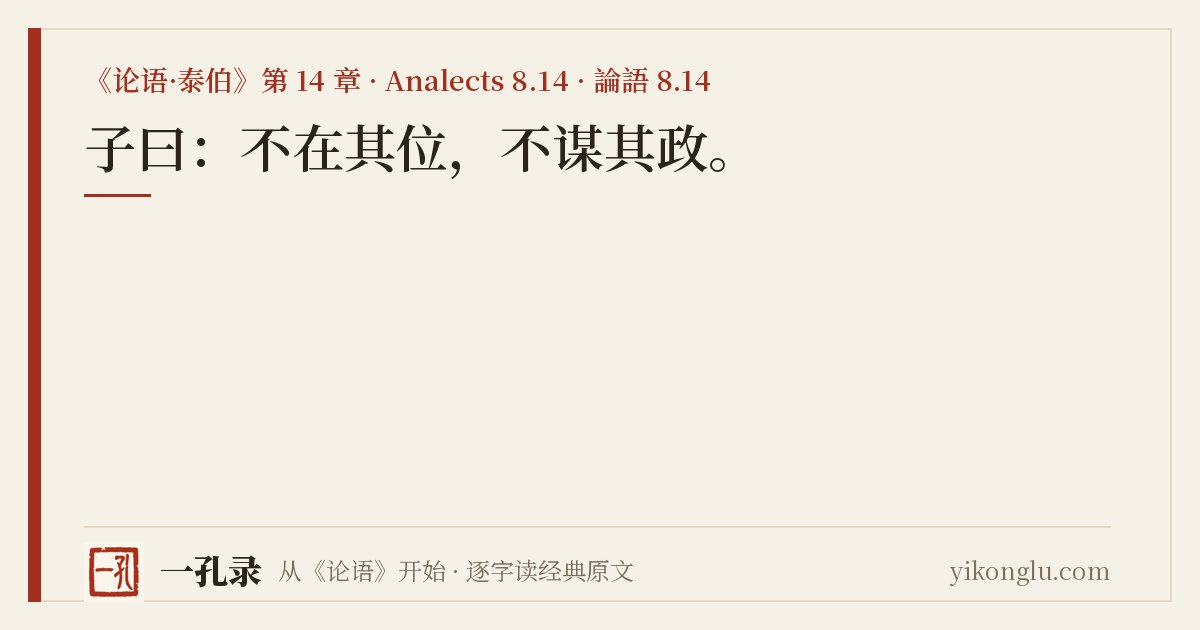 《论语·泰伯》第 14 章 · Analects 8.14 · 論語 8.14
子曰：不在其位，不谋其政。
一孔
一孔录 从《论语》开始 · 逐字读经典原文 yikonglu.com